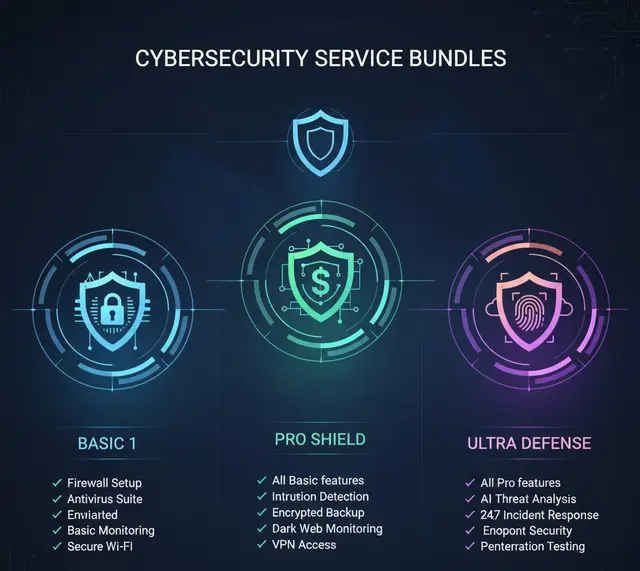 CYBERSECURITY SERVICE BUNDLES
$
BASIC 1
Firewall Setup
Antivirus Suite
Basic Monitoring
Secure Wi-FI
PRO SHIELD
All Basic features
Intrution Detection
Encrypted Backup
Dark Web Monitoring
VPN Access
ULTRA DEFENSE
All Pro features
AI Threat Analysis
24,7 Incident Response
Enopont Security
Penterration Testing